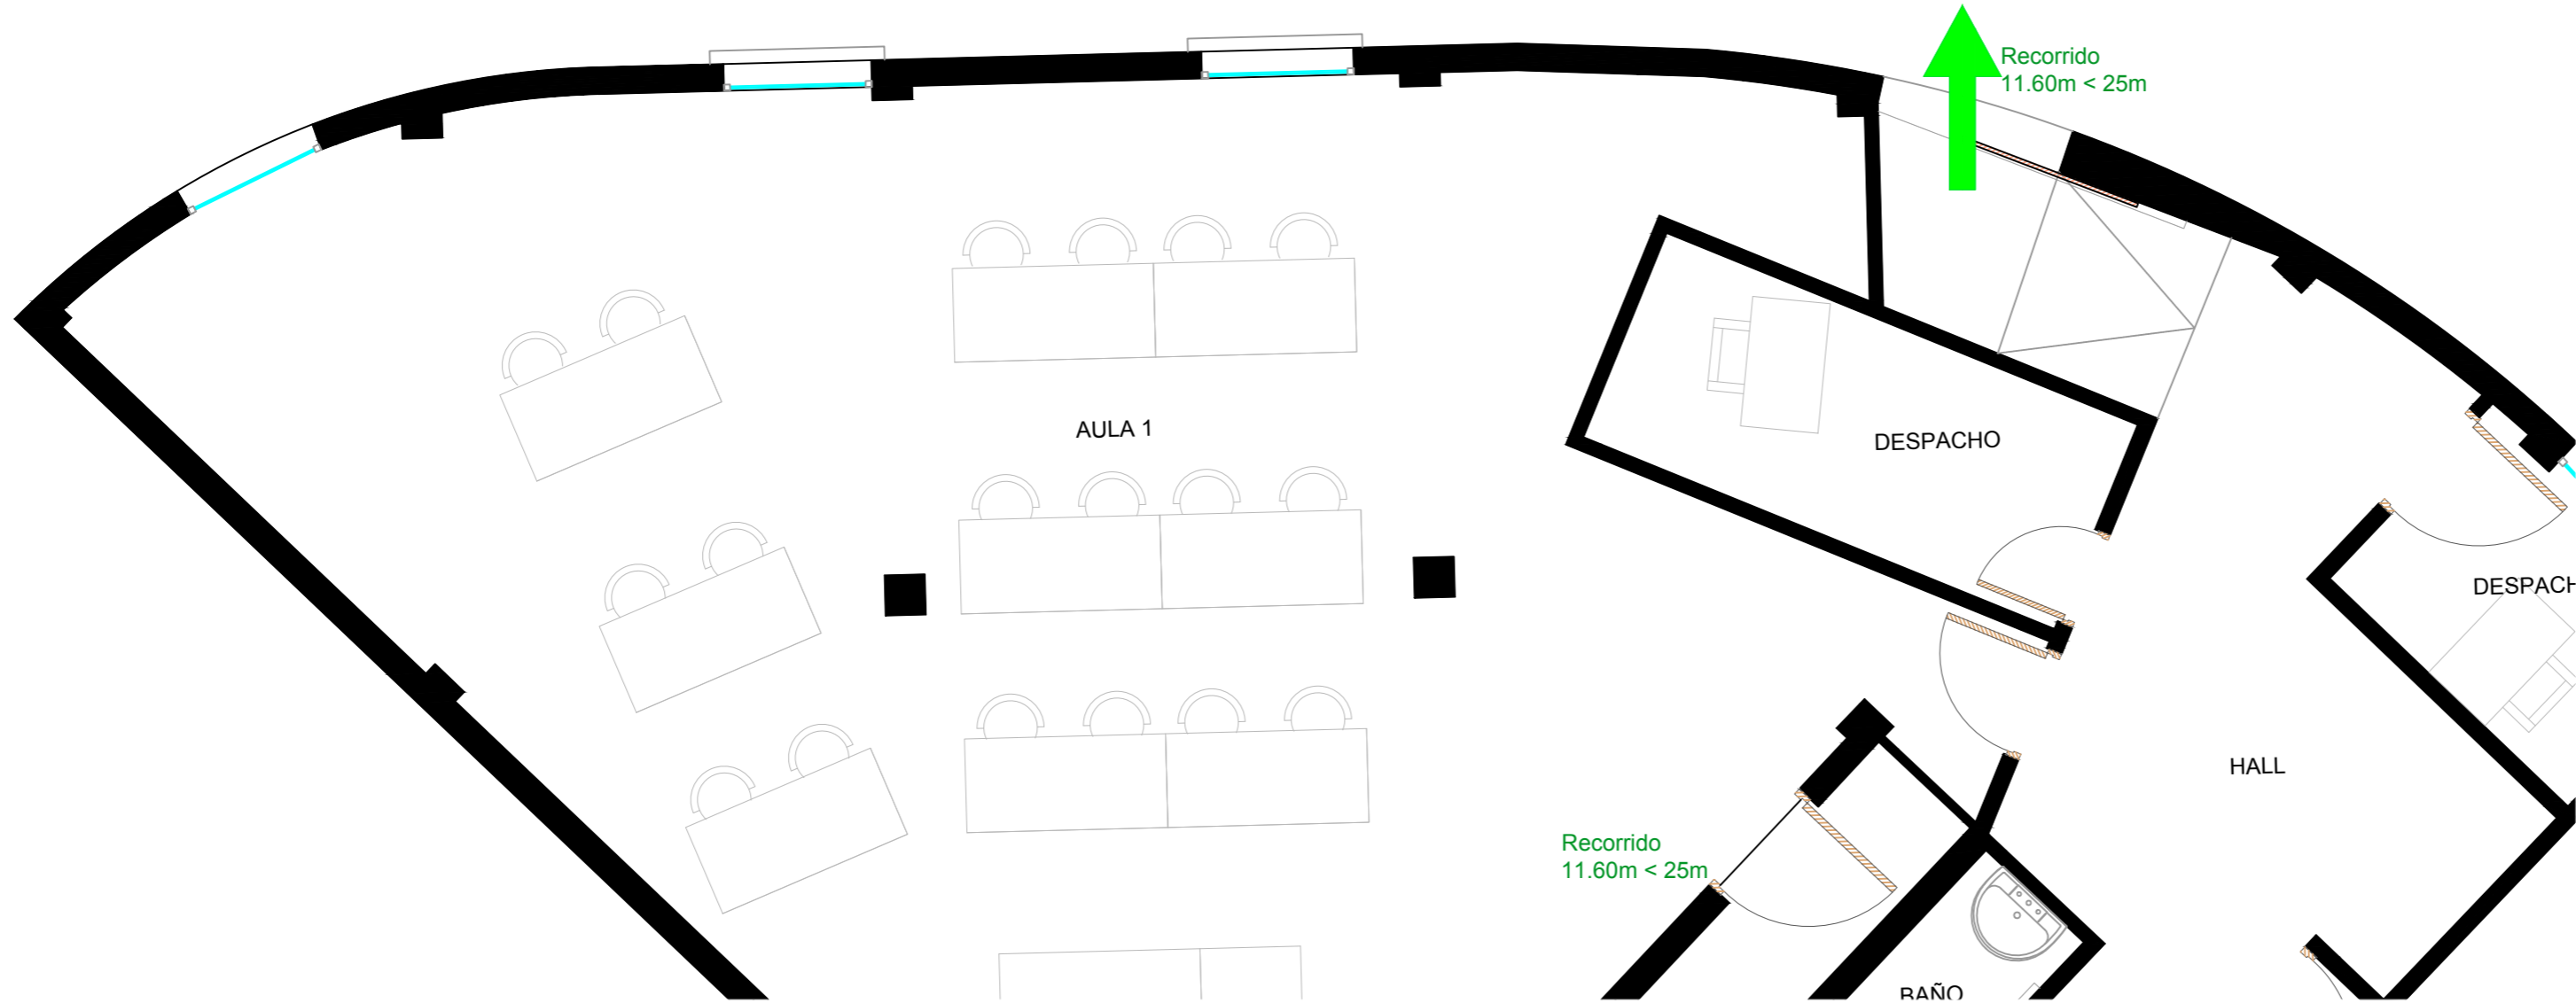 Recorrido
11.60m < 25m
AULA 1
DESPACHO
DESPACH
HALL
Recorrido
11.60m < 25m
BAÑO